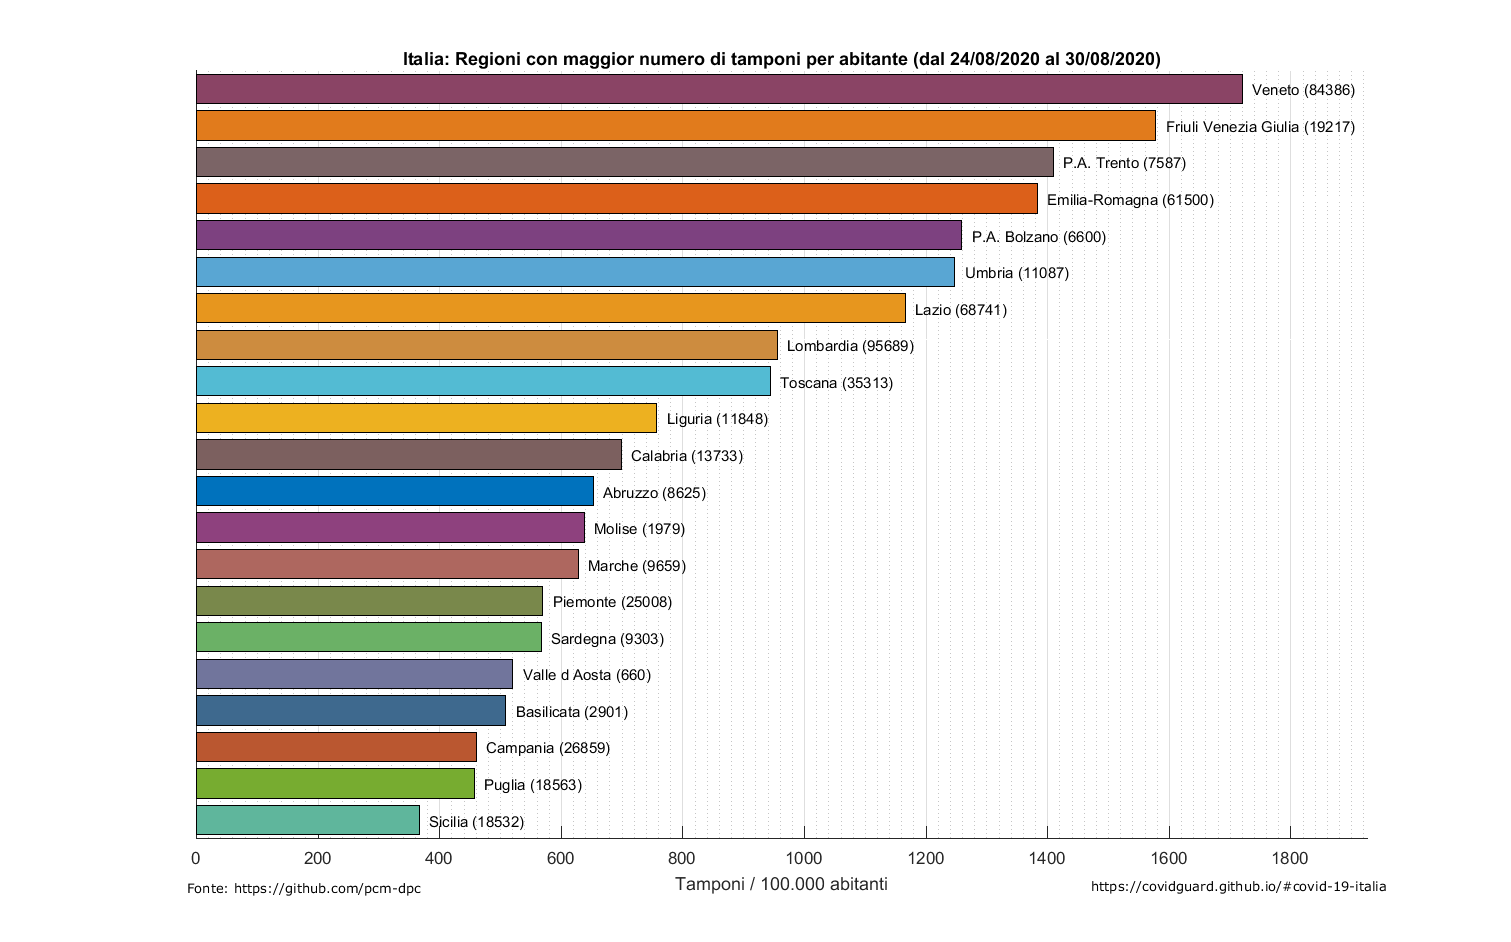 Italia: Regioni con maggior numero di tamponi per abitante (dal 24/08/2020 al 30/08/2020)
Veneto (84386)
Friuli Venezia Giulia (19217)
P.A. Trento (7587)
Emilia-Romagna (61500)
P.A. Bolzano (6600)
Umbria (11087)
Lazio (68741)
Lombardia (95689)
Toscana (35313)
Liguria (11848)
Calabria (13733)
Abruzzo (8625)
Molise (1979)
Marche (9659)
Piemonte (25008)
Sardegna (9303)
Valle d Aosta (660)
Basilicata (2901)
Campania (26859)
Puglia (18563)
Sicilia (18532)
0 200 400 600 800 1000 1200 1400 1600 1800
Tamponi / 100.000 abitanti
Fonte: https://github.com/pcm-dpc
https://covidguard.github.io/#covid-19-italia